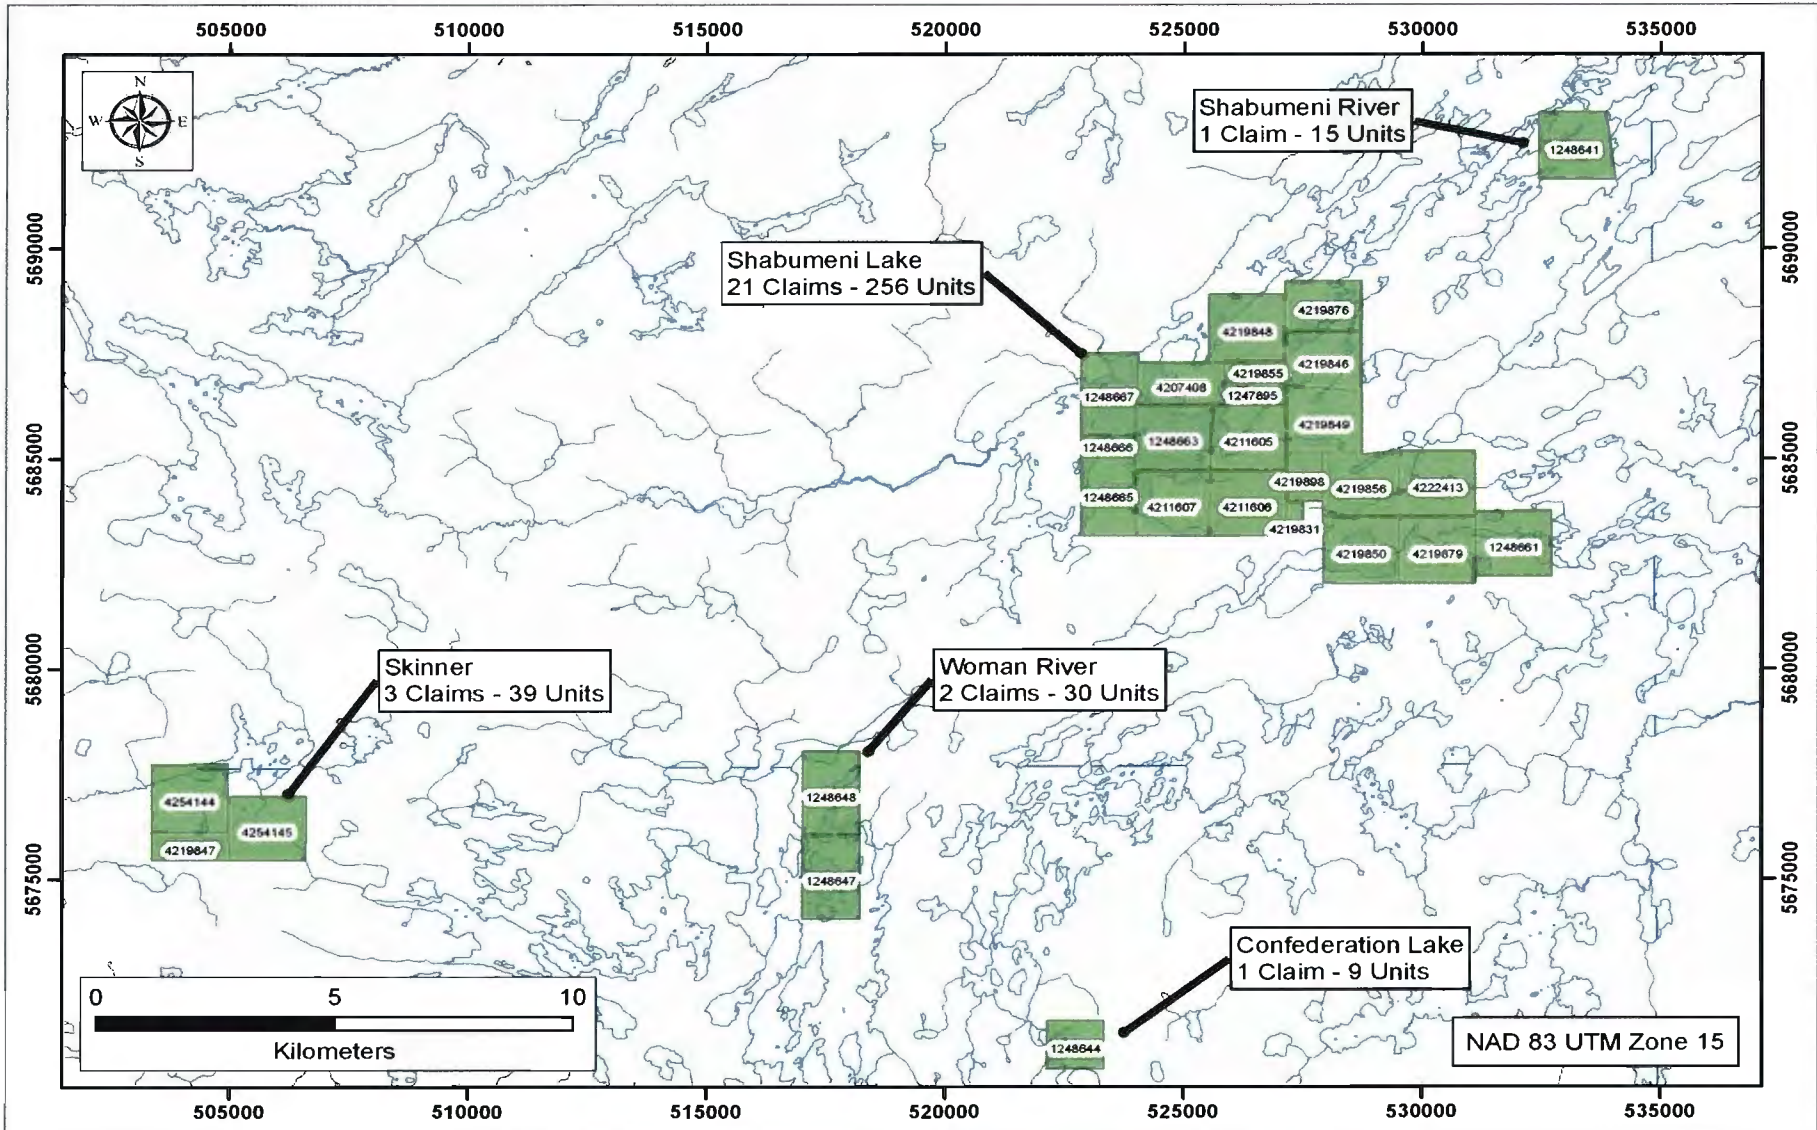 505000 510000 515000 520000 525000 530000 535000
N
W E
S
Shabumeni River
1 Claim - 15 Units
1248641
5690000
5690000
Shabumeni Lake
21 Claims - 256 Units
4219876
4219848
4219846
4219855
4207408
1248667
1247895
4219849
1248663
4211605
1248666
5685000
5685000
4219898
4219856
4222413
1248665
4211607
4211606
4219831
4219850
4219879
1248661
5680000
5680000
Skinner
3 Claims - 39 Units
Woman River
2 Claims - 30 Units
4254144
1248648
4254145
4219847
5675000
1248647
5675000
Confederation Lake
1 Claim - 9 Units
0 5 10
Kilometers
1248644
NAD 83 UTM Zone 15
505000 510000 515000 520000 525000 530000 535000